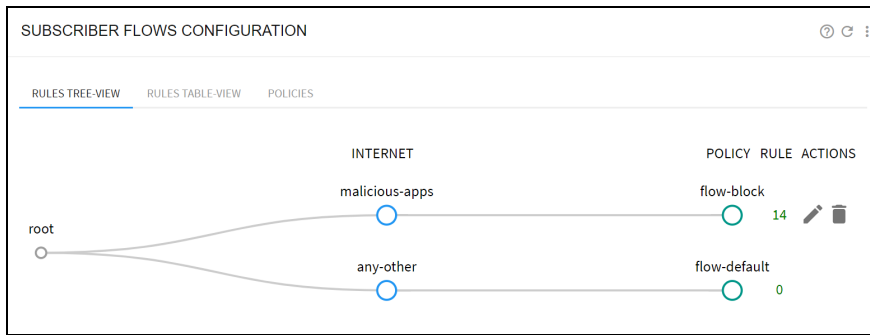 SUBSCRIBER FLOWS CONFIGURATION
RULES TREE-VIEW RULES TABLE-VIEW POLICIES
INTERNET POLICY RULE ACTIONS
malicious-apps flow-block
14
root
any-other flow-default
0